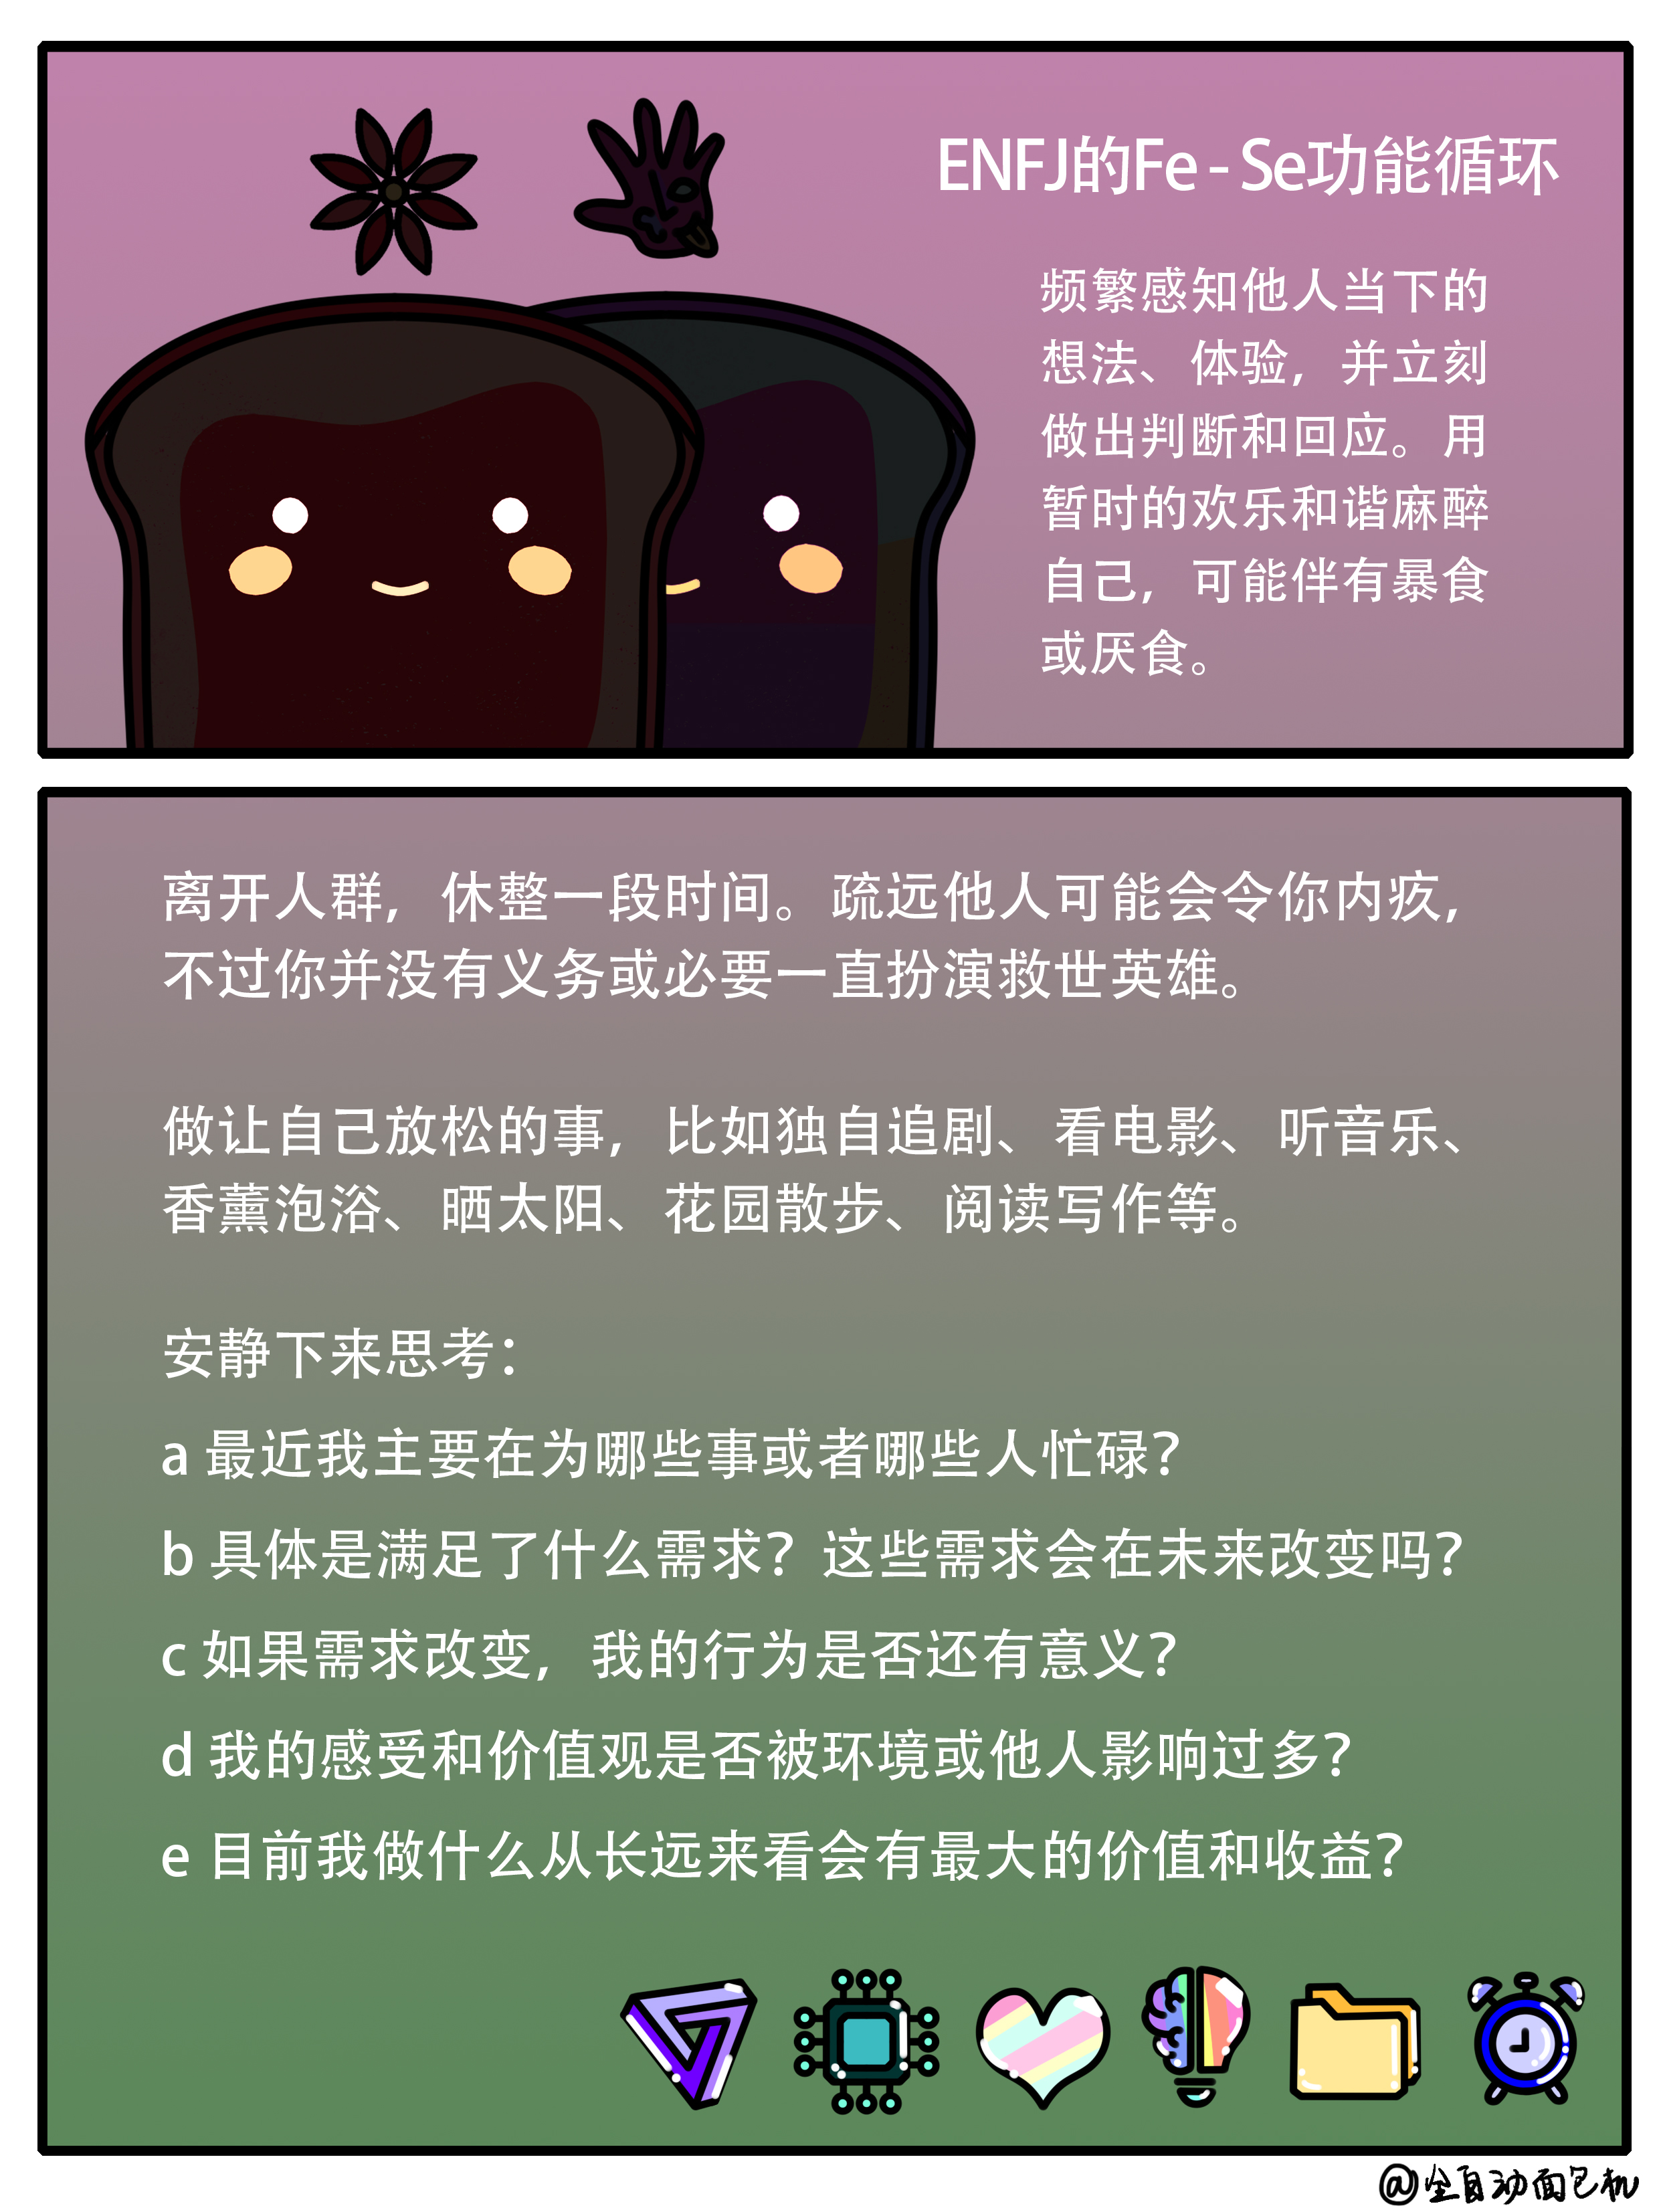 ENFJ的Fe-Se功能循环
频繁感知他人当下的
想法、体验，并立刻
做出判断和回应。用
暂时的欢乐和谐麻醉
自己，可能伴有暴食
或厌食。
离开人群，休整一段时间。疏远他人可能会令你内疚，
不过你并没有义务或必要一直扮演救世英雄。
做让自己放松的事，比如独自追剧、看电影、听音乐、
香薰泡浴、晒太阳、花园散步、阅读写作等。
安静下来思考：
a 最近我主要在为哪些事或者哪些人忙碌？
b 具体是满足了什么需求？这些需求会在未来改变吗？
c 如果需求改变，我的行为是否还有意义？
d 我的感受和价值观是否被环境或他人影响过多？
e 目前我做什么从长远来看会有最大的价值和收益？
@全自动面包机